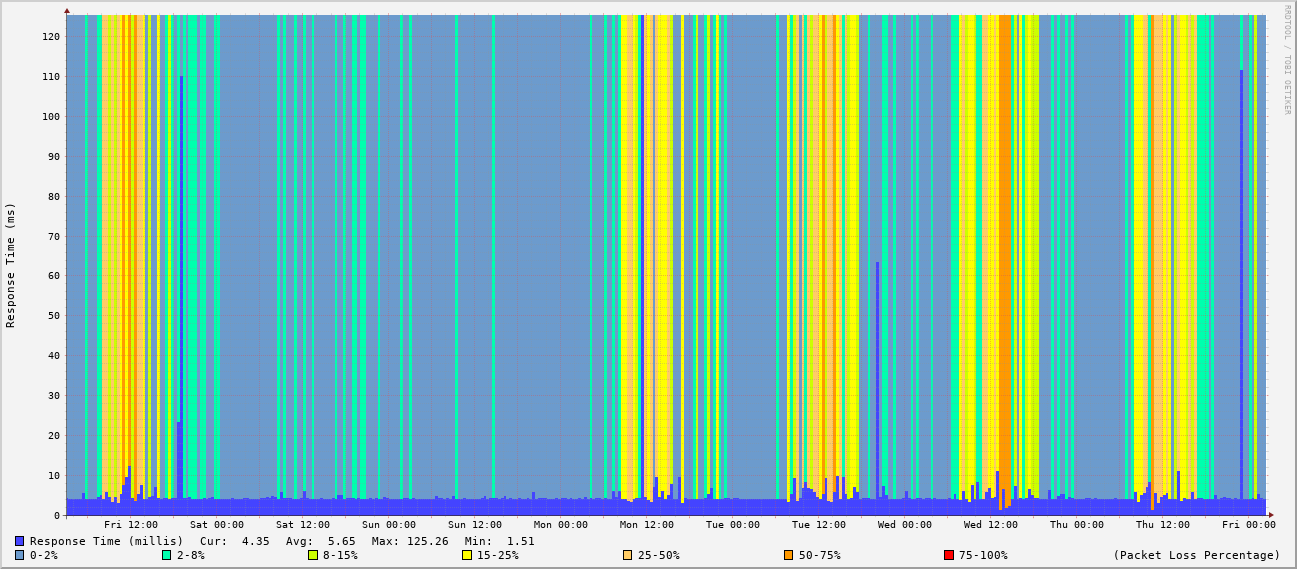 RRDTOOL / TOBI OETIKER
Response Time (ms)
120
110
100
90
80
70
60
50
40
30
20
10
0
Fri 12:00 Sat 00:00 Sat 12:00 Sun 00:00 Sun 12:00 Mon 00:00 Mon 12:00 Tue 00:00 Tue 12:00 Wed 00:00 Wed 12:00 Thu 00:00 Thu 12:00 Fri 00:00
Response Time (millis) Cur: 4.35 Avg: 5.65 Max: 125.26 Min: 1.51
0-2% 2-8% 8-15% 15-25% 25-50% 50-75% 75-100% (Packet Loss Percentage)